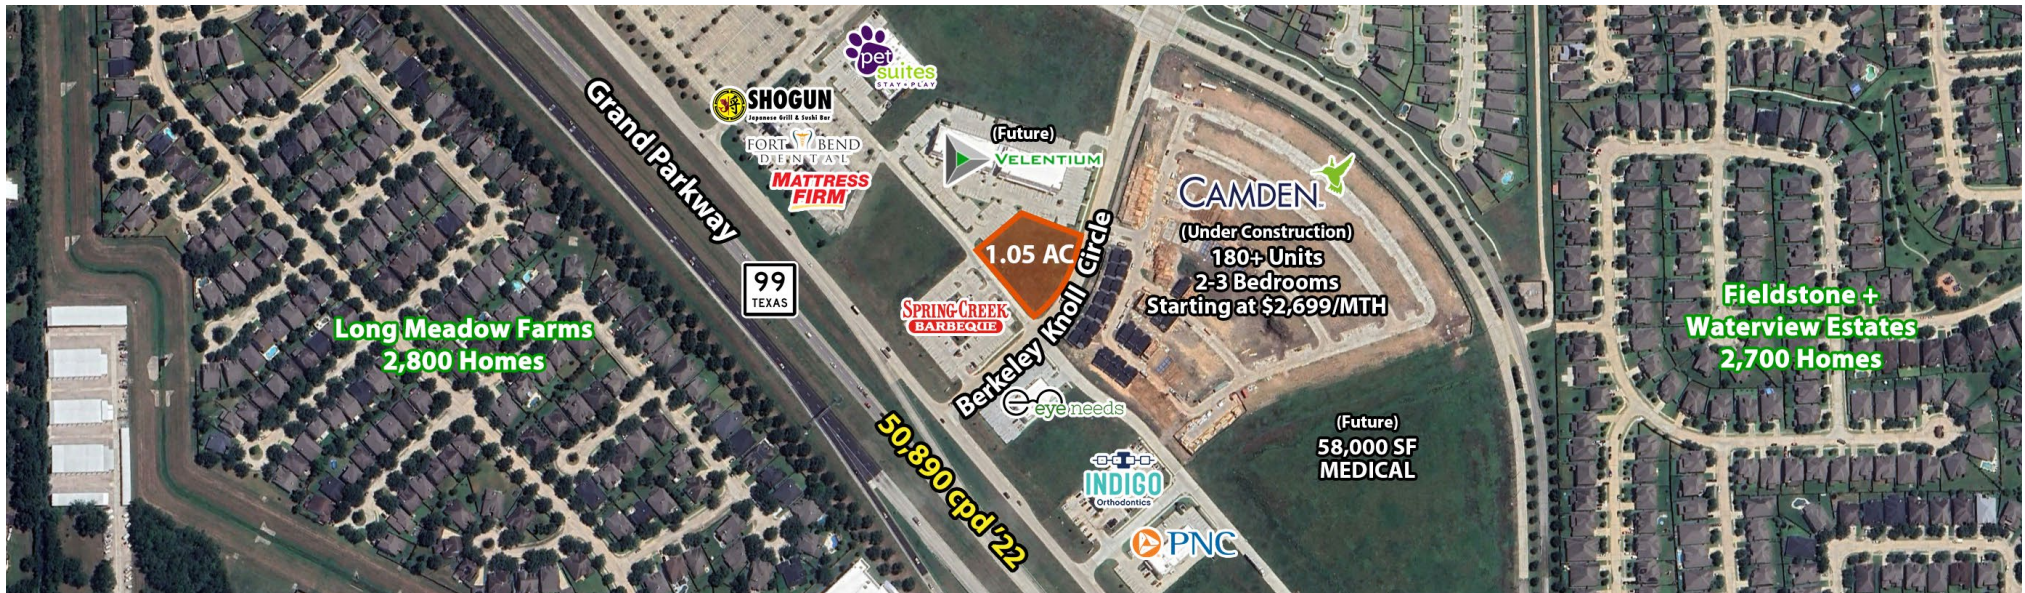 pet
suites
STAY+PLAY
SHOGUN
Japanese Grill & Sushi Bar
FORT BEND
DENTAL
MATTRESS
FIRM
Grand Parkway
(Future)
VELENTIUM
CAMDEN
(Under Construction)
180+ Units
2-3 Bedrooms
Starting at $2,699/MTH
1.05 AC
Berkeley Knoll Circle
99
TEXAS
SPRING CREEK
BARBEQUE
Long Meadow Farms
2,800 Homes
Fieldstone +
Waterview Estates
2,700 Homes
eye needs
50,890 cpd '22
(Future)
58,000 SF
MEDICAL
INDIGO
Orthodontics
PNC